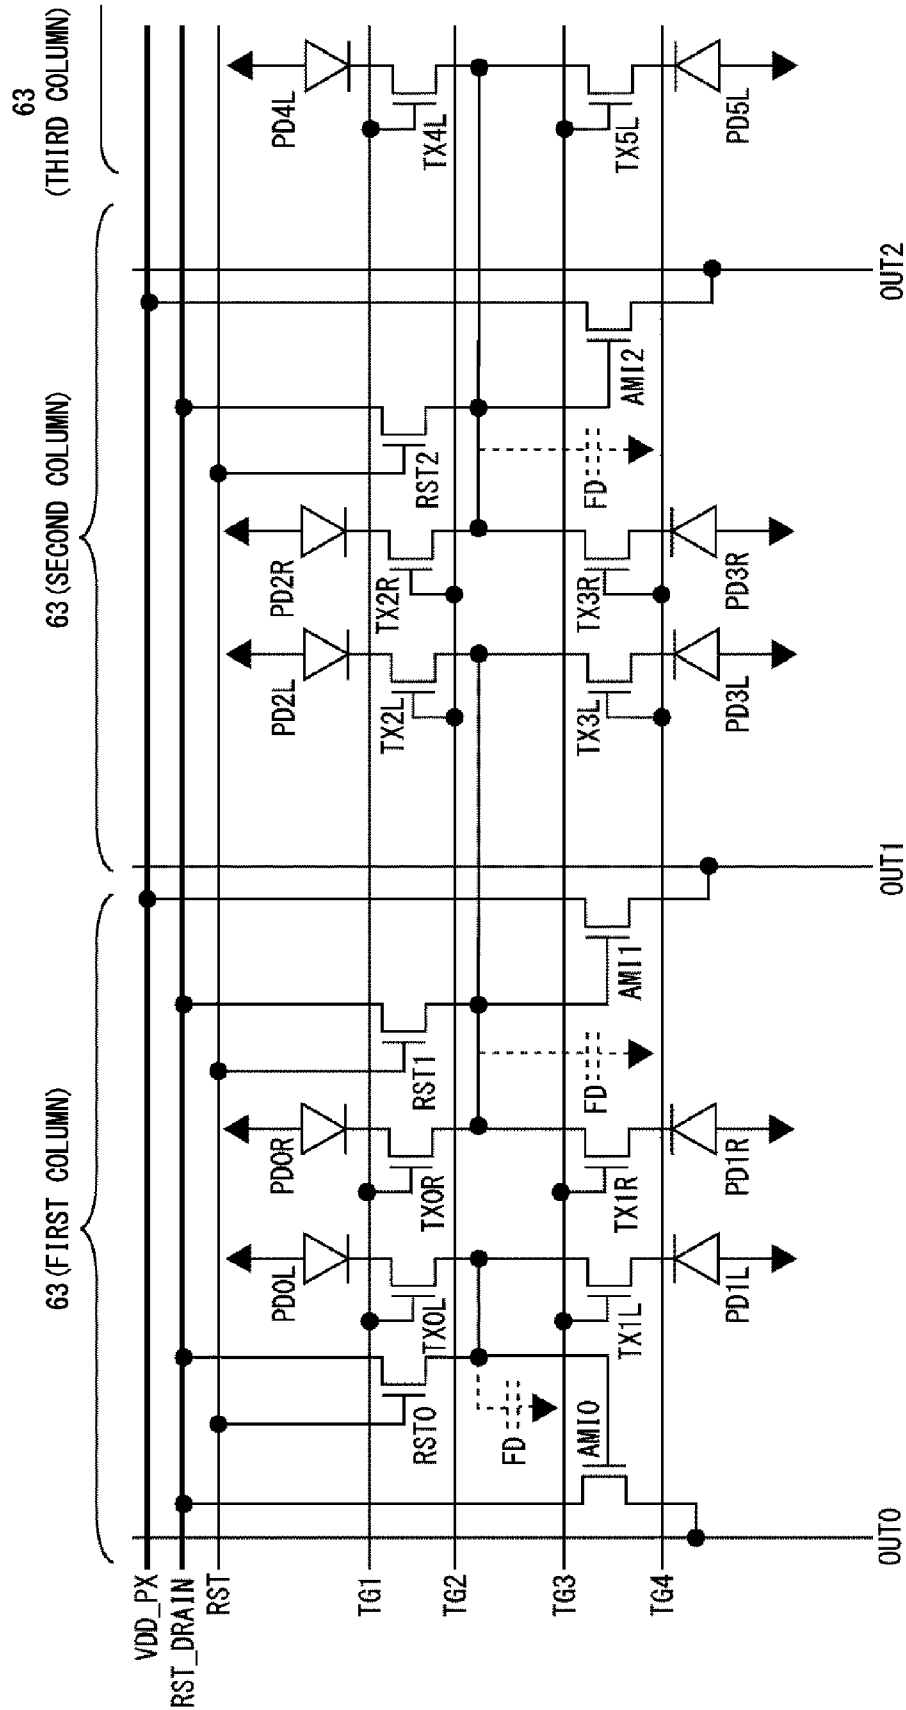 63 (FIRST COLUMN)
63 (SECOND COLUMN)
63
(THIRD COLUMN)
VDD_PX
RST_DRAIN
RST
TG1
TG2
TG3
TG4
PD0L
PD0R
PD2L
PD2R
PD4L
RST0
TX0L
TX0R
RST1
TX2L
TX2R
RST2
TX4L
FD
FD
FD
AMI0
TX1L
TX1R
AMI1
TX3L
TX3R
AMI2
TX5L
PD1L
PD1R
PD3L
PD3R
PD5L
OUT0
OUT1
OUT2